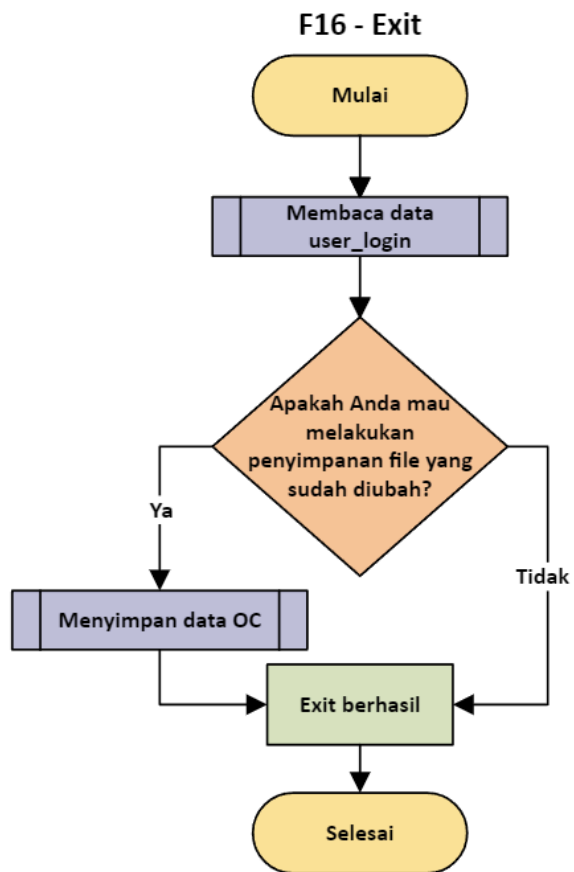 F16 - Exit
Mulai
Membaca data
user_login
Apakah Anda mau
melakukan
penyimpanan file yang
sudah diubah?
Ya
Tidak
Menyimpan data OC
Exit berhasil
Selesai